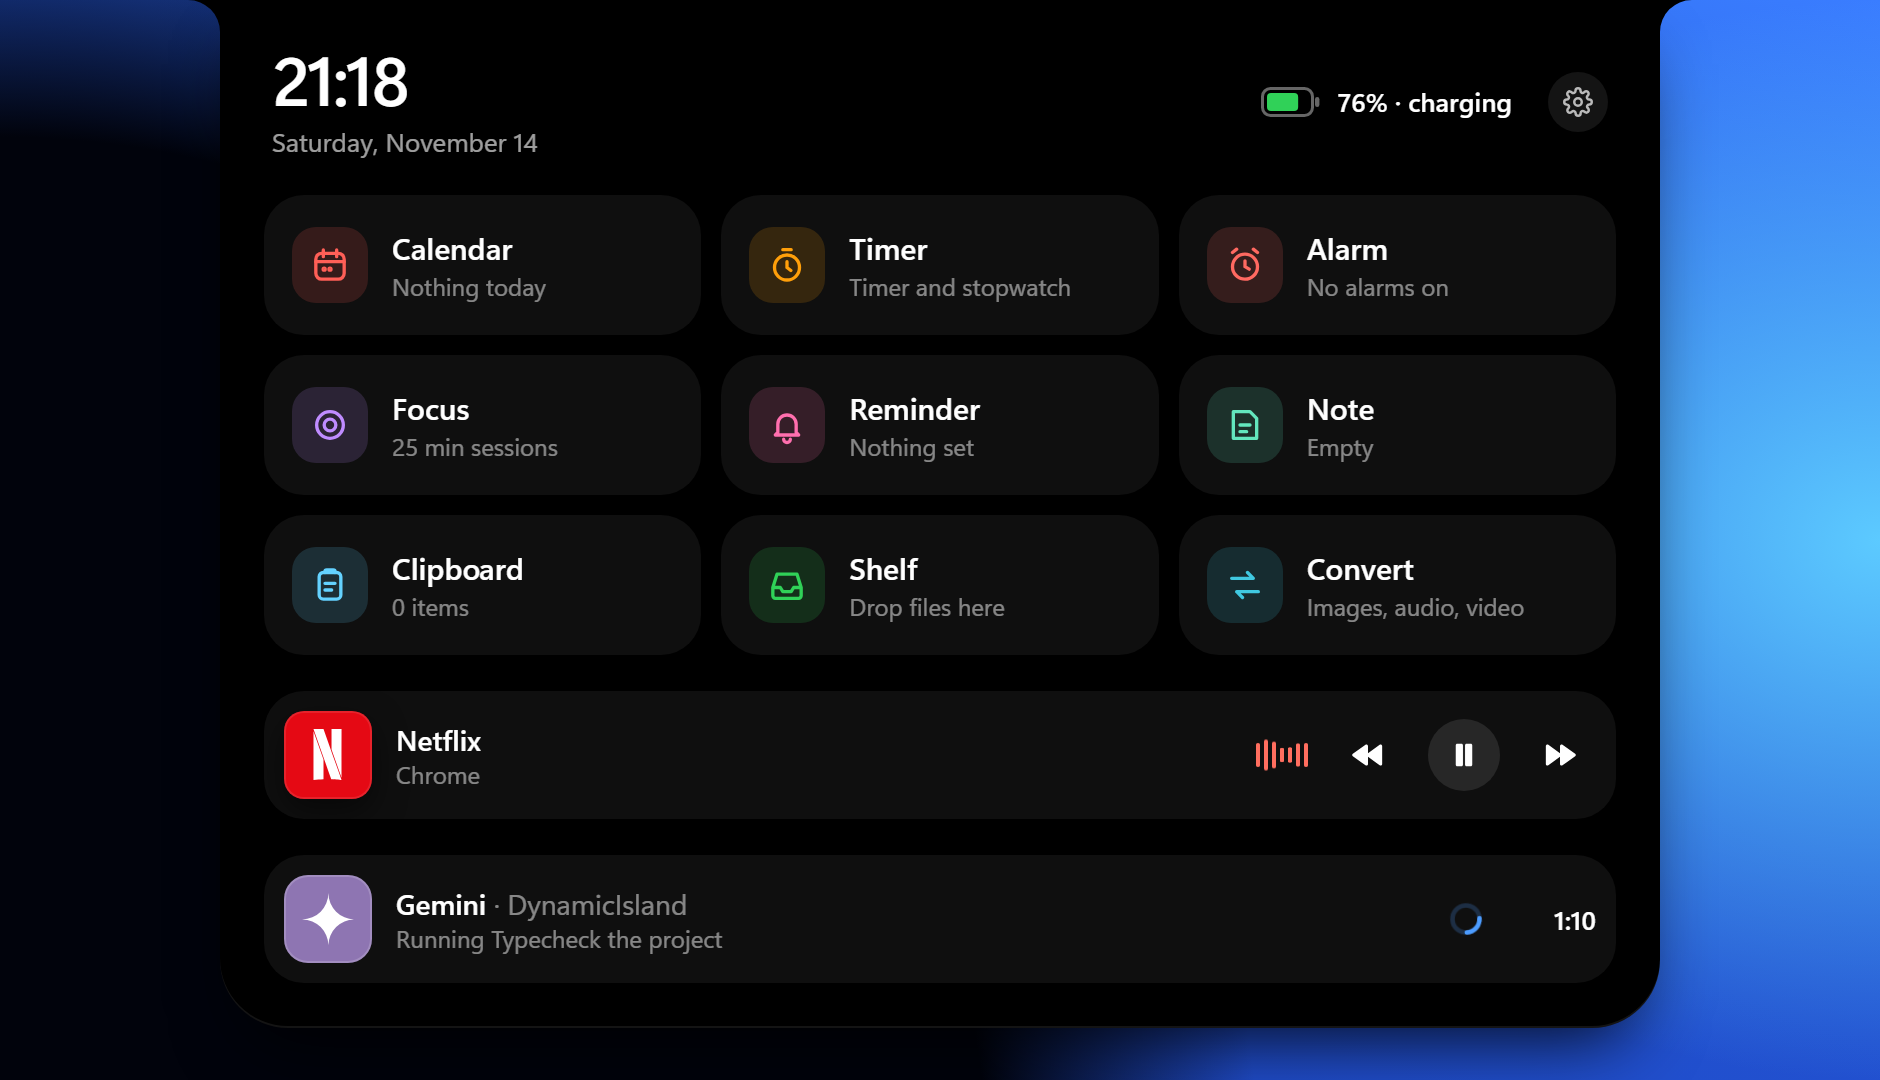 21:18
Saturday, November 14
76% · charging
Calendar
Nothing today
Timer
Timer and stopwatch
Alarm
No alarms on
Focus
25 min sessions
Reminder
Nothing set
Note
Empty
Clipboard
0 items
Shelf
Drop files here
Convert
Images, audio, video
N
Netflix
Chrome
Gemini · DynamicIsland
Running Typecheck the project
1:10